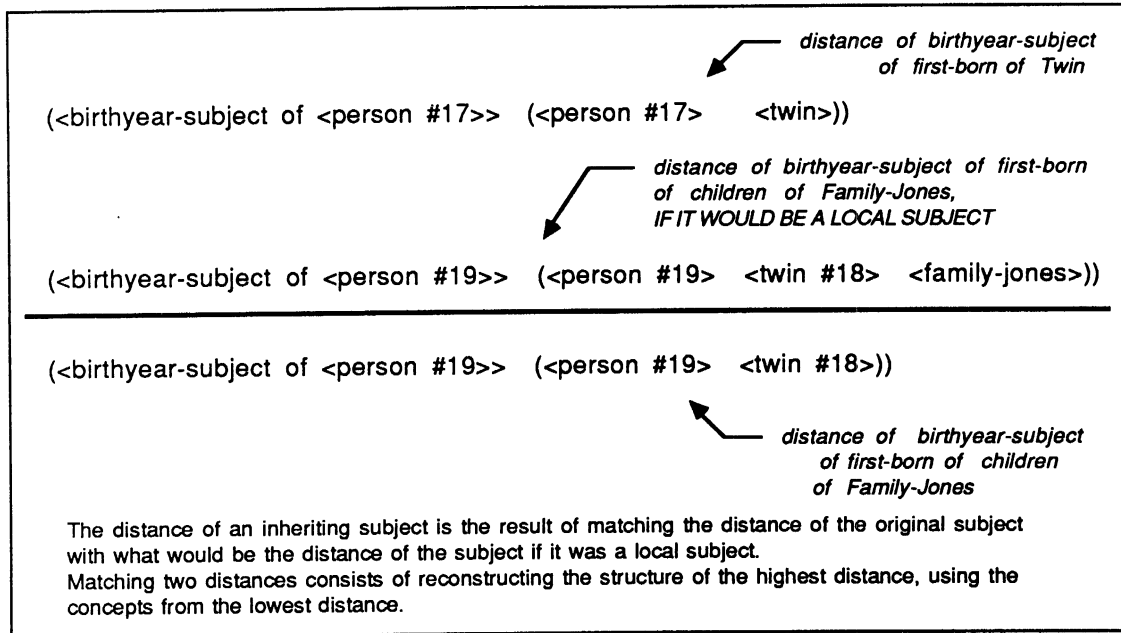 distance of birthyear-subject
of first-born of Twin
(<birthyear-subject of <person #17>> (<person #17> <twin>))
distance of birthyear-subject of first-born
of children of Family-Jones,
IF IT WOULD BE A LOCAL SUBJECT
(<birthyear-subject of <person #19>> (<person #19> <twin #18> <family-jones>))
(<birthyear-subject of <person #19>> (<person #19> <twin #18>))
distance of birthyear-subject
of first-born of children
of Family-Jones
The distance of an inheriting subject is the result of matching the distance of the original subject
with what would be the distance of the subject if it was a local subject.
Matching two distances consists of reconstructing the structure of the highest distance, using the
concepts from the lowest distance.